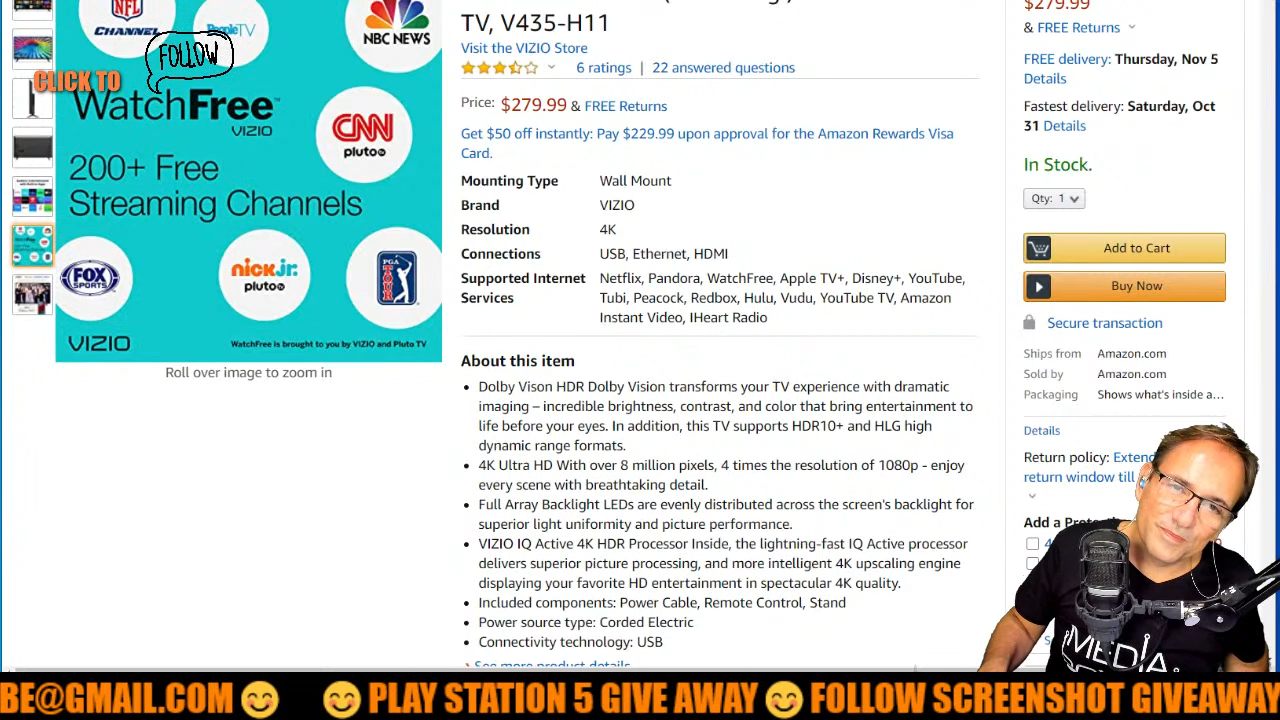 TV, V435-H11
Visit the VIZIO Store
6 ratings | 22 answered questions
Price: $279.99 & FREE Returns
Get $50 off instantly: Pay $229.99 upon approval for the Amazon Rewards Visa
Card.
Mounting Type Wall Mount
Brand VIZIO
Resolution 4K
Connections USB, Ethernet, HDMI
Supported Internet Netflix, Pandora, WatchFree, Apple TV+, Disney+, YouTube,
Services Tubi, Peacock, Redbox, Hulu, Vudu, YouTube TV, Amazon
Instant Video, IHeart Radio
About this item
Dolby Vison HDR Dolby Vision transforms your TV experience with dramatic
imaging – incredible brightness, contrast, and color that bring entertainment to
life before your eyes. In addition, this TV supports HDR10+ and HLG high
dynamic range formats.
4K Ultra HD With over 8 million pixels, 4 times the resolution of 1080p - enjoy
every scene with breathtaking detail.
Full Array Backlight LEDs are evenly distributed across the screen's backlight for
superior light uniformity and picture performance.
VIZIO IQ Active 4K HDR Processor Inside, the lightning-fast IQ Active processor
delivers superior picture processing, and more intelligent 4K upscaling engine
displaying your favorite HD entertainment in spectacular 4K quality.
Included components: Power Cable, Remote Control, Stand
Power source type: Corded Electric
Connectivity technology: USB
See more product details
NFL
CHANNEL
PeopleTV
NBC NEWS
CLICK TO
FOLLOW
WatchFree™
VIZIO
CNN
pluto tv
200+ Free
Streaming Channels
FOX
SPORTS
nick jr.
pluto tv
PGA
TOUR
VIZIO
WatchFree is brought to you by VIZIO and Pluto TV
Roll over image to zoom in
$279.99
& FREE Returns
FREE delivery: Thursday, Nov 5
Details
Fastest delivery: Saturday, Oct
31 Details
In Stock.
Qty: 1
Add to Cart
Buy Now
Secure transaction
Ships from Amazon.com
Sold by Amazon.com
Packaging Shows what's inside a...
Details
Return policy:
return window till
Add a
MEDIA
BE@GMAIL.COM PLAY STATION 5 GIVE AWAY FOLLOW SCREENSHOT GIVEAWAY